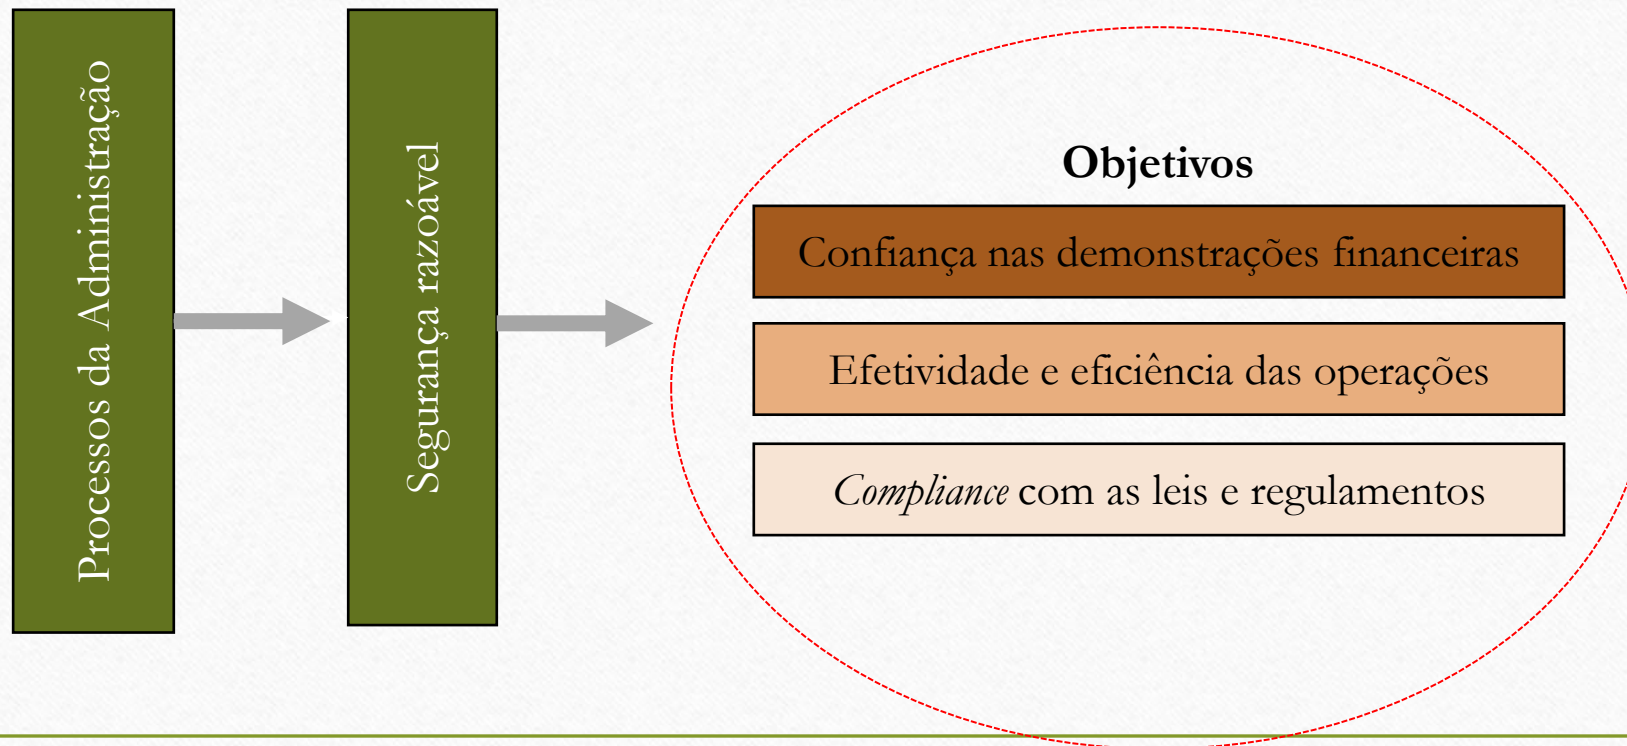 Processos da Administração
Segurança razoável
Objetivos
Confiança nas demonstrações financeiras
Efetividade e eficiência das operações
Compliance com as leis e regulamentos